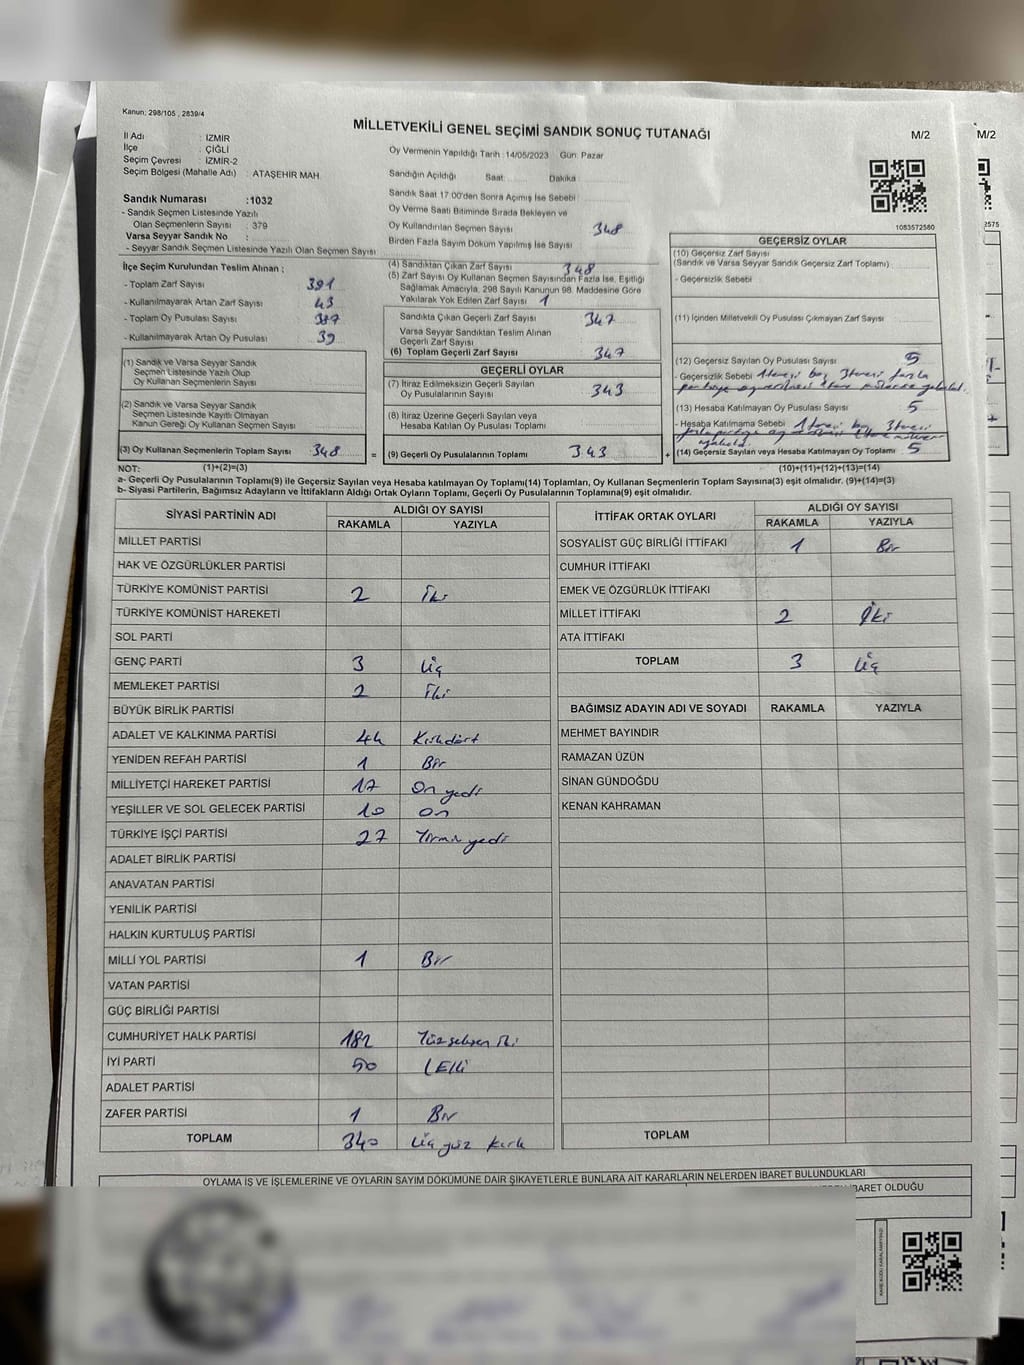 Kanun: 298/105 , 2839/4
MİLLETVEKİLİ GENEL SEÇİMİ SANDIK SONUÇ TUTANAĞI
M/2
M/2
İl Adı : İZMİR
İlçe : ÇİĞLİ
Seçim Çevresi : İZMİR-2
Seçim Bölgesi (Mahalle Adı) : ATAŞEHİR MAH.
Oy Vermenin Yapıldığı Tarih : 14/05/2023 Gün: Pazar
Sandığın Açıldığı Saat: Dakika
Sandık Saat 17.00'den Sonra Açılmış İse Sebebi
Oy Verme Saati Bitiminde Sırada Bekleyen ve
Oy Kullandırılan Seçmen Sayısı 348
Birden Fazla Sayım Döküm Yapılmış İse Sayısı
Sandık Numarası :1032
- Sandık Seçmen Listesinde Yazılı
Olan Seçmenlerin Sayısı : 379
Varsa Seyyar Sandık No :
- Seyyar Sandık Seçmen Listesinde Yazılı Olan Seçmen Sayısı
1083572580
2575
İlçe Seçim Kurulundan Teslim Alınan ;
- Toplam Zarf Sayısı 391
- Kullanılmayarak Artan Zarf Sayısı 43
- Toplam Oy Pusulası Sayısı 387
- Kullanılmayarak Artan Oy Pusulası 39
(1) Sandık ve Varsa Seyyar Sandık
Seçmen Listesinde Yazılı Olup
Oy Kullanan Seçmenlerin Sayısı
(2) Sandık ve Varsa Seyyar Sandık
Seçmen Listesinde Kayıtlı Olmayan
Kanun Gereği Oy Kullanan Seçmen Sayısı
(3) Oy Kullanan Seçmenlerin Toplam Sayısı 348 =
(4) Sandıktan Çıkan Zarf Sayısı 348
(5) Zarf Sayısı Oy Kullanan Seçmen Sayısından Fazla İse, Eşitliği
Sağlamak Amacıyla, 298 Sayılı Kanunun 98. Maddesine Göre
Yakılarak Yok Edilen Zarf Sayısı 1
Sandıkta Çıkan Geçerli Zarf Sayısı 347
Varsa Seyyar Sandıktan Teslim Alınan
Geçerli Zarf Sayısı
(6) Toplam Geçerli Zarf Sayısı 347
GEÇERLİ OYLAR
(7) İtiraz Edilmeksizin Geçerli Sayılan
Oy Pusulalarının Sayısı 343
(8) İtiraz Üzerine Geçerli Sayılan veya
Hesaba Katılan Oy Pusulası Toplamı
(9) Geçerli Oy Pusulalarının Toplamı 343 +
GEÇERSİZ OYLAR
(10) Geçersiz Zarf Sayısı
(Sandık ve Varsa Seyyar Sandık Geçersiz Zarf Toplamı)
- Geçersizlik Sebebi
(11) İçinden Milletvekili Oy Pusulası Çıkmayan Zarf Sayısı
(12) Geçersiz Sayılan Oy Pusulası Sayısı 5
- Geçersizlik Sebebi 1 tanesi boş 3 tanesi fazla
(13) Hesaba Katılmayan Oy Pusulası Sayısı 5
- Hesaba Katılmama Sebebi 1 tanesi boş 3 tanesi
(14) Geçersiz Sayılan veya Hesaba Katılmayan Oy Toplamı 5
NOT: (1)+(2)=(3)
(10)+(11)+(12)+(13)=(14)
a- Geçerli Oy Pusulalarının Toplamı(9) ile Geçersiz Sayılan veya Hesaba katılmayan Oy Toplamı(14) Toplamları, Oy Kullanan Seçmenlerin Toplam Sayısına(3) eşit olmalıdır. (9)+(14)=(3)
b- Siyasi Partilerin, Bağımsız Adayların ve İttifakların Aldığı Ortak Oyların Toplamı, Geçerli Oy Pusulalarının Toplamına(9) eşit olmalıdır.
SİYASİ PARTİNİN ADI
ALDIĞI OY SAYISI
RAKAMLA YAZIYLA
MİLLET PARTİSİ
HAK VE ÖZGÜRLÜKLER PARTİSİ
TÜRKİYE KOMÜNİST PARTİSİ 2 İki
TÜRKİYE KOMÜNİST HAREKETİ
SOL PARTİ
GENÇ PARTİ 3 Üç
MEMLEKET PARTİSİ 2 İki
BÜYÜK BİRLİK PARTİSİ
ADALET VE KALKINMA PARTİSİ 44 Kırkdört
YENİDEN REFAH PARTİSİ 1 Bir
MİLLİYETÇİ HAREKET PARTİSİ 17 On yedi
YEŞİLLER VE SOL GELECEK PARTİSİ 10 on
TÜRKİYE İŞÇİ PARTİSİ 27 Yirmi yedi
ADALET BİRLİK PARTİSİ
ANAVATAN PARTİSİ
YENİLİK PARTİSİ
HALKIN KURTULUŞ PARTİSİ
MİLLİ YOL PARTİSİ 1 Bir
VATAN PARTİSİ
GÜÇ BİRLİĞİ PARTİSİ
CUMHURİYET HALK PARTİSİ 182 Yüz seksen iki
İYİ PARTİ 50 Elli
ADALET PARTİSİ
ZAFER PARTİSİ 1 Bir
TOPLAM 340 Üç yüz kırk
İTTİFAK ORTAK OYLARI
ALDIĞI OY SAYISI
RAKAMLA YAZIYLA
SOSYALİST GÜÇ BİRLİĞİ İTTİFAKI 1 Bir
CUMHUR İTTİFAKI
EMEK VE ÖZGÜRLÜK İTTİFAKI
MİLLET İTTİFAKI 2 İki
ATA İTTİFAKI
TOPLAM 3 Üç
BAĞIMSIZ ADAYIN ADI VE SOYADI RAKAMLA YAZIYLA
MEHMET BAYINDIR
RAMAZAN ÜZÜN
SİNAN GÜNDOĞDU
KENAN KAHRAMAN
TOPLAM
OYLAMA İŞ VE İŞLEMLERİNE VE OYLARIN SAYIM DÖKÜMÜNE DAİR ŞİKAYETLERLE BUNLARA AİT KARARLARIN NELERDEN İBARET BULUNDUKLARI
İBARET OLDUĞU